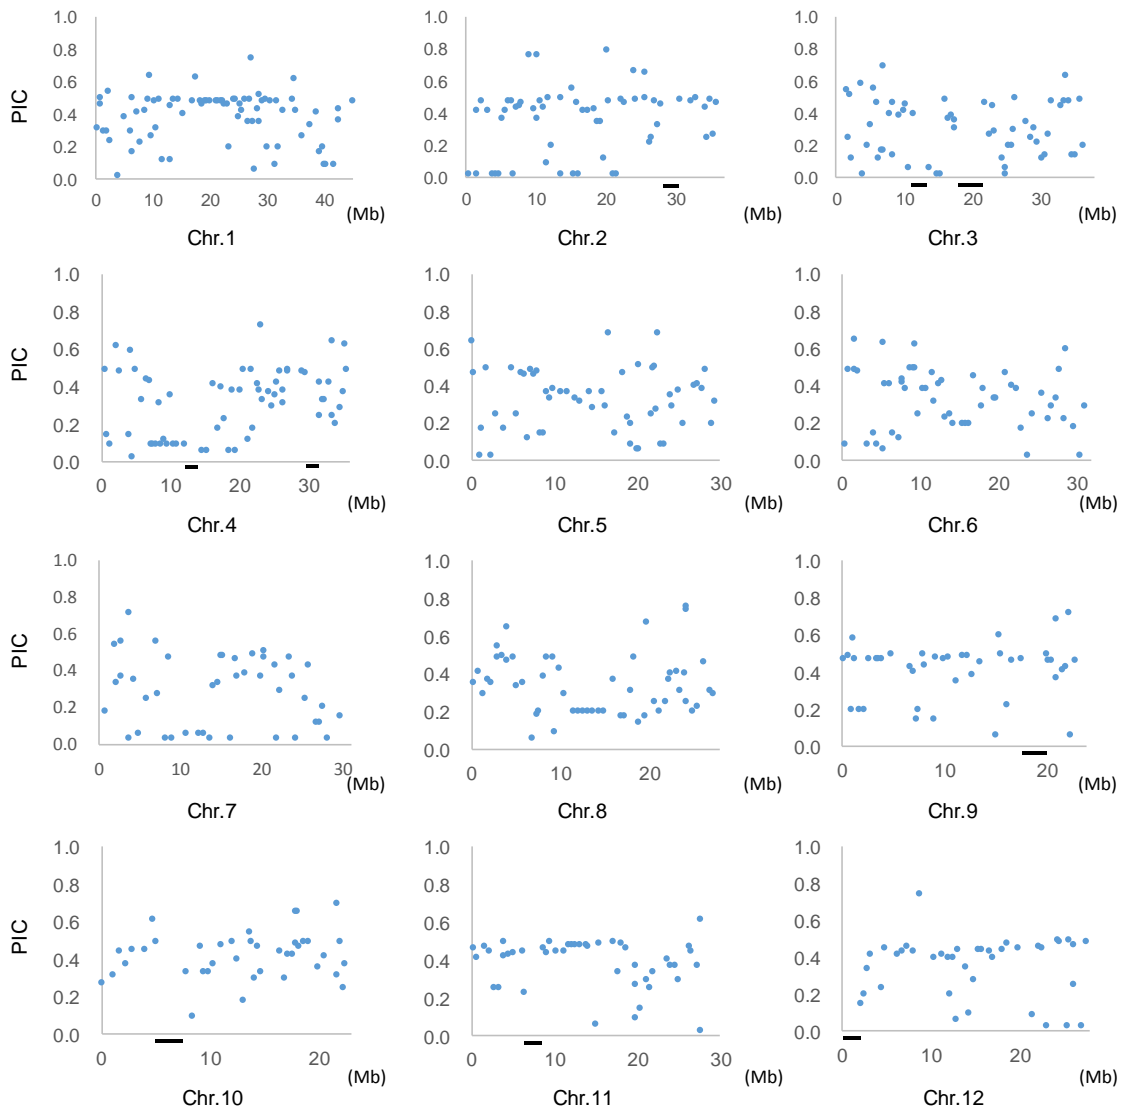 1.0 1.0 1.0
0.8 0.8 0.8
0.6 0.6 0.6
PIC
0.4 0.4 0.4
0.2 0.2 0.2
0.0 0.0 0.0
0 10 20 30 40 0 10 20 30 0 10 20 30
(Mb) (Mb) (Mb)
Chr.1 Chr.2 Chr.3
1.0 1.0 1.0
0.8 0.8 0.8
0.6 0.6 0.6
PIC
0.4 0.4 0.4
0.2 0.2 0.2
0.0 0.0 0.0
0 10 20 30 0 10 20 30 0 10 20 30
(Mb) (Mb) (Mb)
Chr.4 Chr.5 Chr.6
1.0 1.0 1.0
0.8 0.8 0.8
0.6 0.6 0.6
PIC
0.4 0.4 0.4
0.2 0.2 0.2
0.0 0.0 0.0
0 10 20 30 0 10 20 0 10 20
(Mb) (Mb) (Mb)
Chr.7 Chr.8 Chr.9
1.0 1.0 1.0
0.8 0.8 0.8
0.6 0.6 0.6
PIC
0.4 0.4 0.4
0.2 0.2 0.2
0.0 0.0 0.0
0 10 20 0 10 20 30 0 10 20
(Mb) (Mb) (Mb)
Chr.10 Chr.11 Chr.12